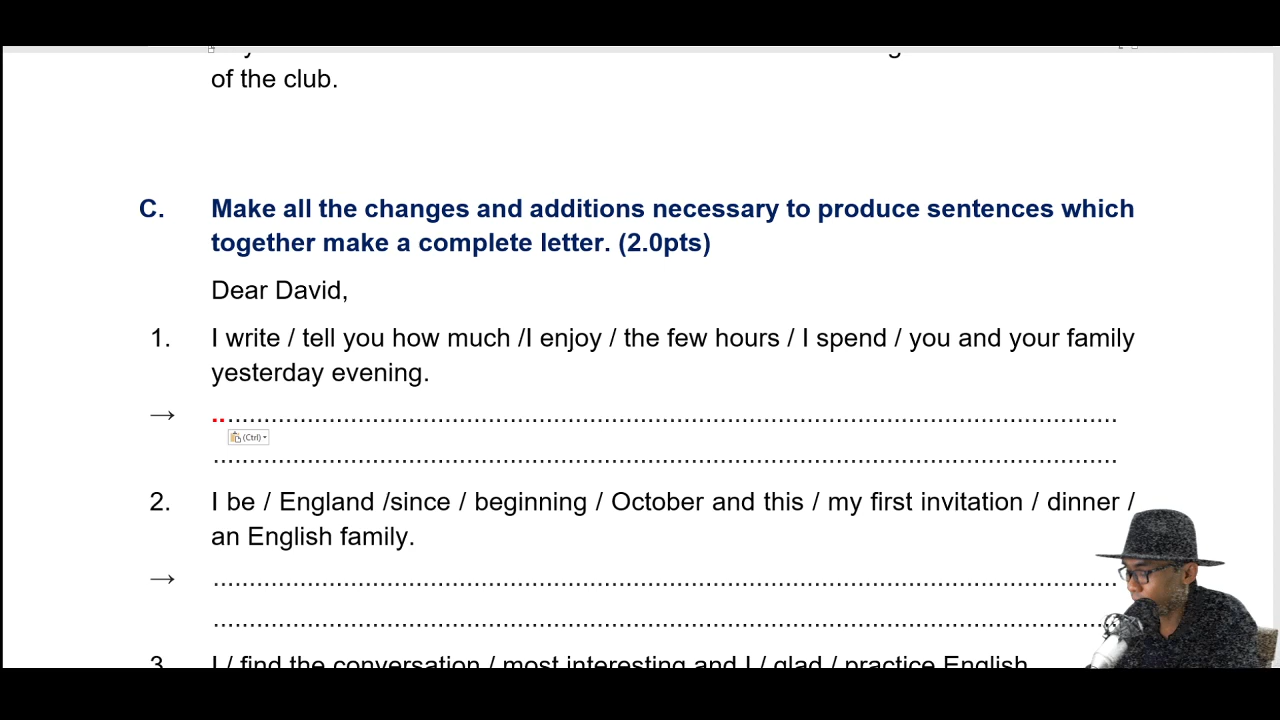 of the club.
C. Make all the changes and additions necessary to produce sentences which
together make a complete letter. (2.0pts)
Dear David,
1. I write / tell you how much /I enjoy / the few hours / I spend / you and your family
yesterday evening.
→ ........................................................................................................................
(Ctrl)
........................................................................................................................
2. I be / England /since / beginning / October and this / my first invitation / dinner /
an English family.
→ ........................................................................................................................
........................................................................................................................
3. I / find the conversation / most interesting and I / glad / practice English